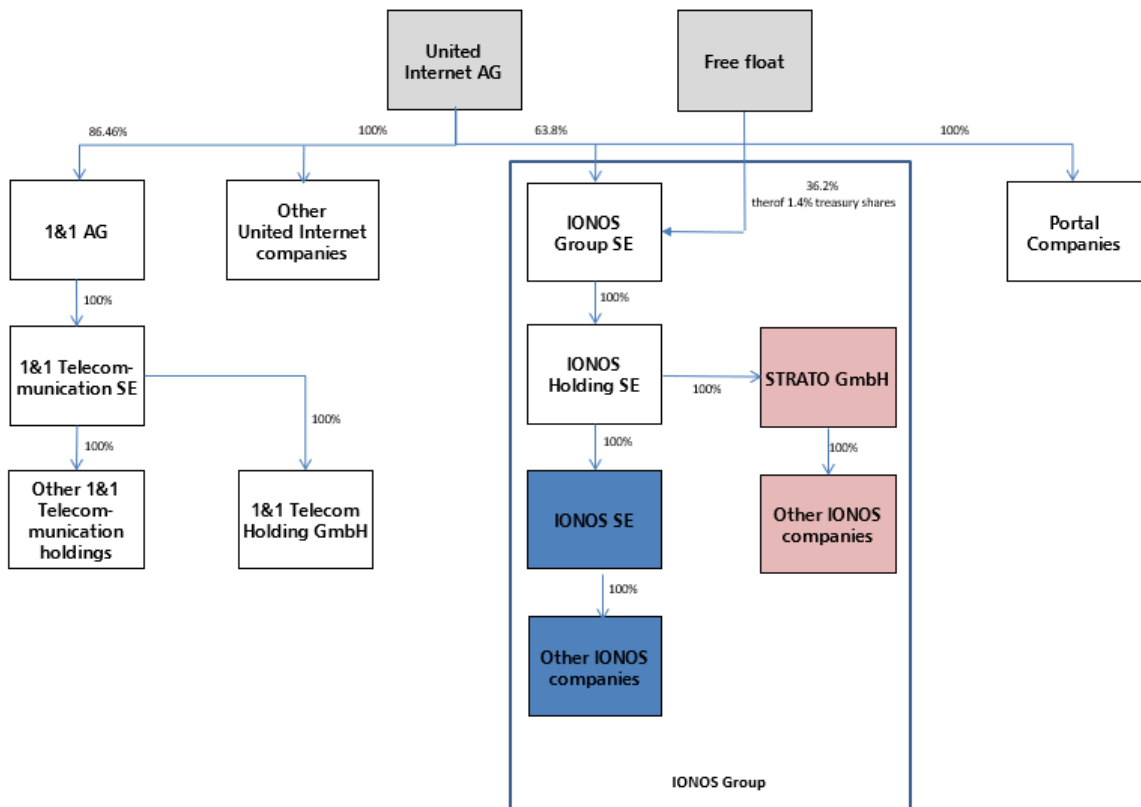 United
Internet AG
Free float
86.46%
100%
63.8%
100%
1&1 AG
Other
United Internet
companies
IONOS
Group SE
36.2%
therof 1.4% treasury shares
Portal
Companies
100%
100%
1&1 Telecom-
munication SE
IONOS
Holding SE
100%
STRATO GmbH
100%
100%
100%
100%
Other 1&1
Telecom-
munication
holdings
1&1 Telecom
Holding GmbH
IONOS SE
Other IONOS
companies
100%
Other IONOS
companies
IONOS Group